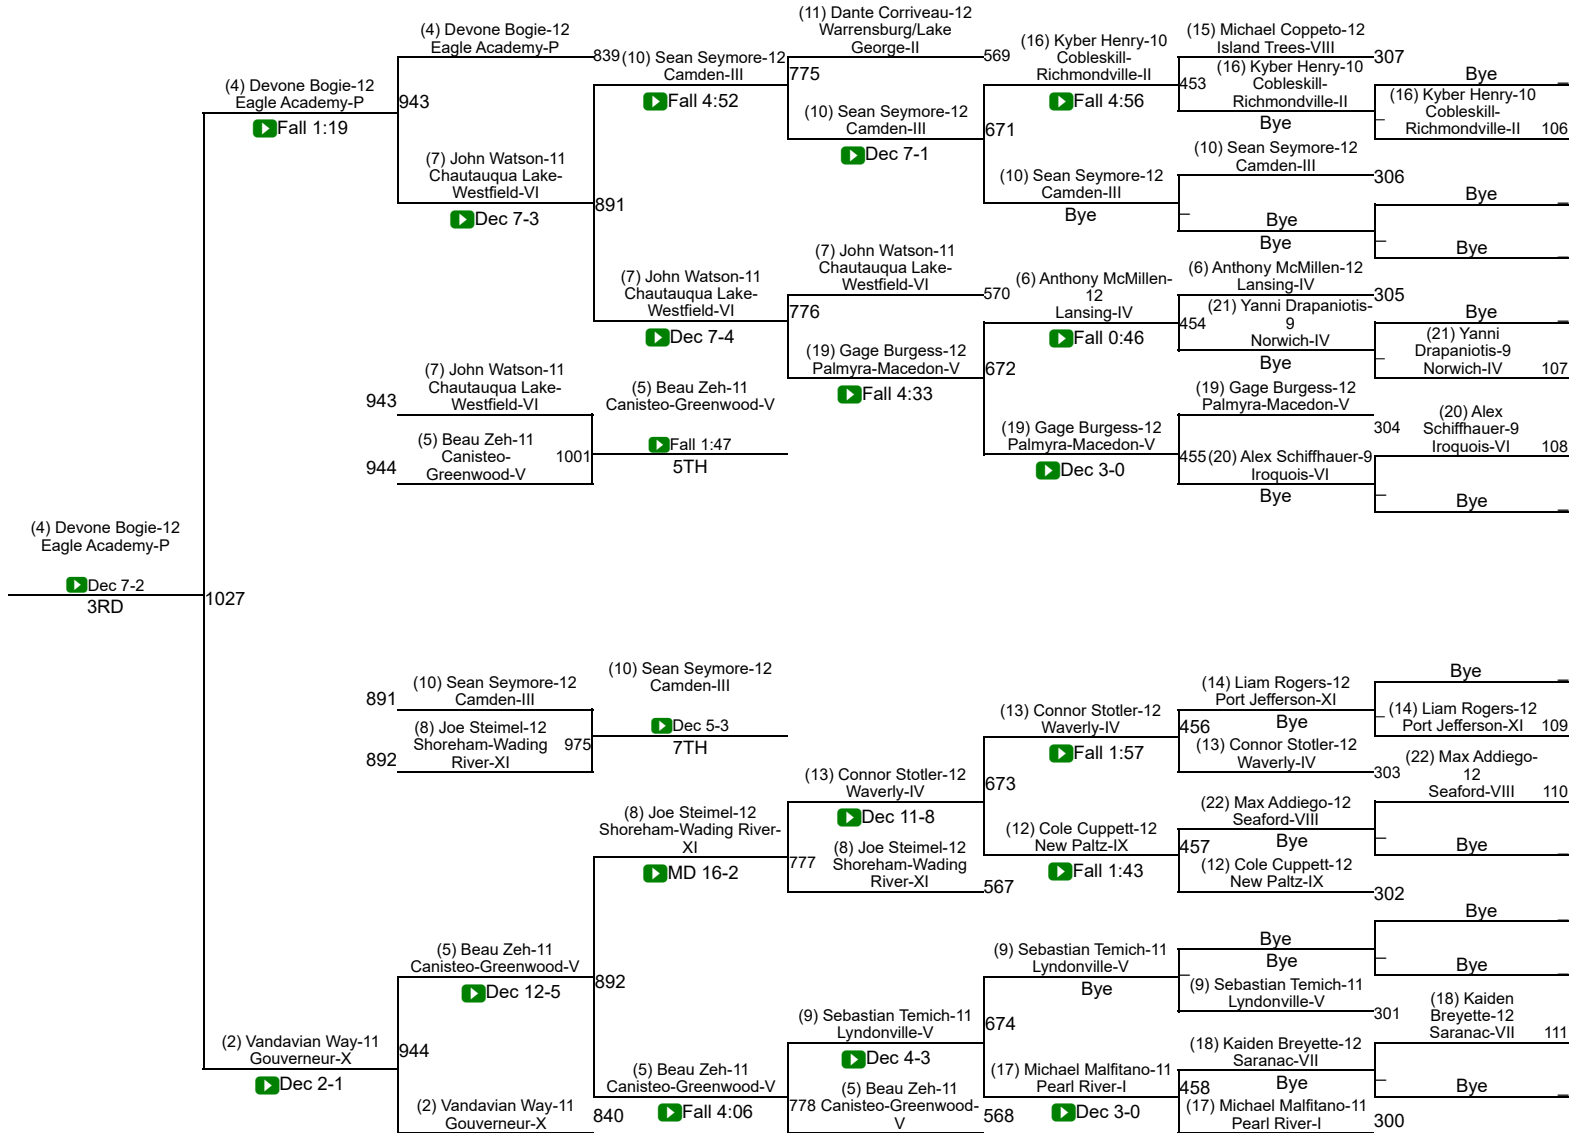 (4) Devone Bogie-12
Eagle Academy-P
3RD
Dec 7-2
1027
(4) Devone Bogie-12
Eagle Academy-P
Fall 1:19
943
(2) Vandavian Way-11
Gouverneur-X
Dec 2-1
944
(4) Devone Bogie-12
Eagle Academy-P
839
(7) John Watson-11
Chautauqua Lake-
Westfield-VI
Dec 7-3
891
943
(7) John Watson-11
Chautauqua Lake-
Westfield-VI
944
(5) Beau Zeh-11
Canisteo-
Greenwood-V
1001
(5) Beau Zeh-11
Canisteo-Greenwood-V
Fall 1:47
5TH
891
(10) Sean Seymore-12
Camden-III
892
(8) Joe Steimel-12
Shoreham-Wading
River-XI
975
(10) Sean Seymore-12
Camden-III
Dec 5-3
7TH
(5) Beau Zeh-11
Canisteo-Greenwood-V
Dec 12-5
892
(2) Vandavian Way-11
Gouverneur-X
840
(10) Sean Seymore-12
Camden-III
Fall 4:52
775
(7) John Watson-11
Chautauqua Lake-
Westfield-VI
Dec 7-4
776
(8) Joe Steimel-12
Shoreham-Wading River-
XI
MD 16-2
777
(5) Beau Zeh-11
Canisteo-Greenwood-V
Fall 4:06
778
(11) Dante Corriveau-12
Warrensburg/Lake
George-II
569
(10) Sean Seymore-12
Camden-III
Dec 7-1
671
(7) John Watson-11
Chautauqua Lake-
Westfield-VI
570
(19) Gage Burgess-12
Palmyra-Macedon-V
Fall 4:33
672
(13) Connor Stotler-12
Waverly-IV
Dec 11-8
673
(8) Joe Steimel-12
Shoreham-Wading
River-XI
567
(9) Sebastian Temich-11
Lyndonville-V
Dec 4-3
674
(5) Beau Zeh-11
Canisteo-Greenwood-
V
568
(16) Kyber Henry-10
Cobleskill-
Richmondville-II
Fall 4:56
453
(10) Sean Seymore-12
Camden-III
Bye
(6) Anthony McMillen-
12
Lansing-IV
Fall 0:46
454
(19) Gage Burgess-12
Palmyra-Macedon-V
Dec 3-0
455
(13) Connor Stotler-12
Waverly-IV
Fall 1:57
456
(12) Cole Cuppett-12
New Paltz-IX
Fall 1:43
457
(9) Sebastian Temich-11
Lyndonville-V
Bye
(17) Michael Malfitano-11
Pearl River-I
Dec 3-0
458
(15) Michael Coppeto-12
Island Trees-VIII
307
(16) Kyber Henry-10
Cobleskill-
Richmondville-II
Bye
(10) Sean Seymore-12
Camden-III
306
Bye
Bye
(6) Anthony McMillen-12
Lansing-IV
305
(21) Yanni Drapaniotis-
9
Norwich-IV
Bye
(19) Gage Burgess-12
Palmyra-Macedon-V
304
(20) Alex Schiffhauer-9
Iroquois-VI
Bye
(14) Liam Rogers-12
Port Jefferson-XI
Bye
(13) Connor Stotler-12
Waverly-IV
303
(22) Max Addiego-12
Seaford-VIII
Bye
(12) Cole Cuppett-12
New Paltz-IX
302
Bye
Bye
(9) Sebastian Temich-11
Lyndonville-V
301
(18) Kaiden Breyette-12
Saranac-VII
Bye
(17) Michael Malfitano-11
Pearl River-I
300
Bye
(16) Kyber Henry-10
Cobleskill-
Richmondville-II
106
Bye
Bye
Bye
(21) Yanni
Drapaniotis-9
Norwich-IV
107
(20) Alex
Schiffhauer-9
Iroquois-VI
108
Bye
Bye
(14) Liam Rogers-12
Port Jefferson-XI
109
(22) Max Addiego-
12
Seaford-VIII
110
Bye
Bye
Bye
(18) Kaiden
Breyette-12
Saranac-VII
111
Bye